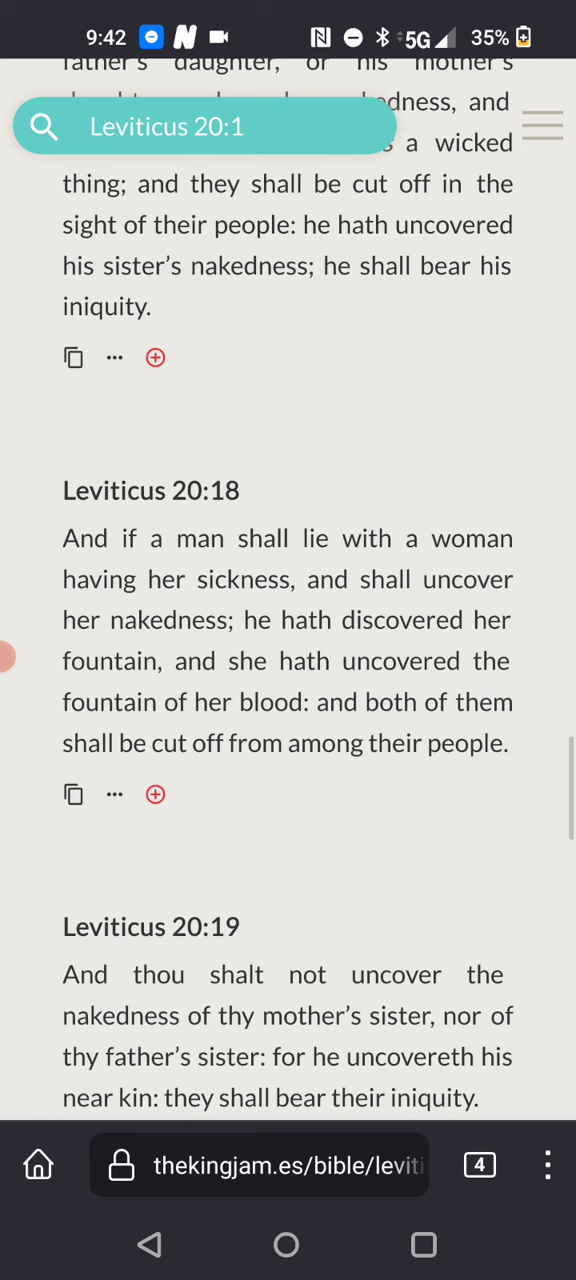 9:42 5G 35%
father's daughter, or his mother's
Leviticus 20:1 and
a wicked
thing; and they shall be cut off in the
sight of their people: he hath uncovered
his sister's nakedness; he shall bear his
iniquity.
Leviticus 20:18
And if a man shall lie with a woman
having her sickness, and shall uncover
her nakedness; he hath discovered her
fountain, and she hath uncovered the
fountain of her blood: and both of them
shall be cut off from among their people.
Leviticus 20:19
And thou shalt not uncover the
nakedness of thy mother's sister, nor of
thy father's sister: for he uncovereth his
near kin: they shall bear their iniquity.
thekingjam.es/bible/leviti 4